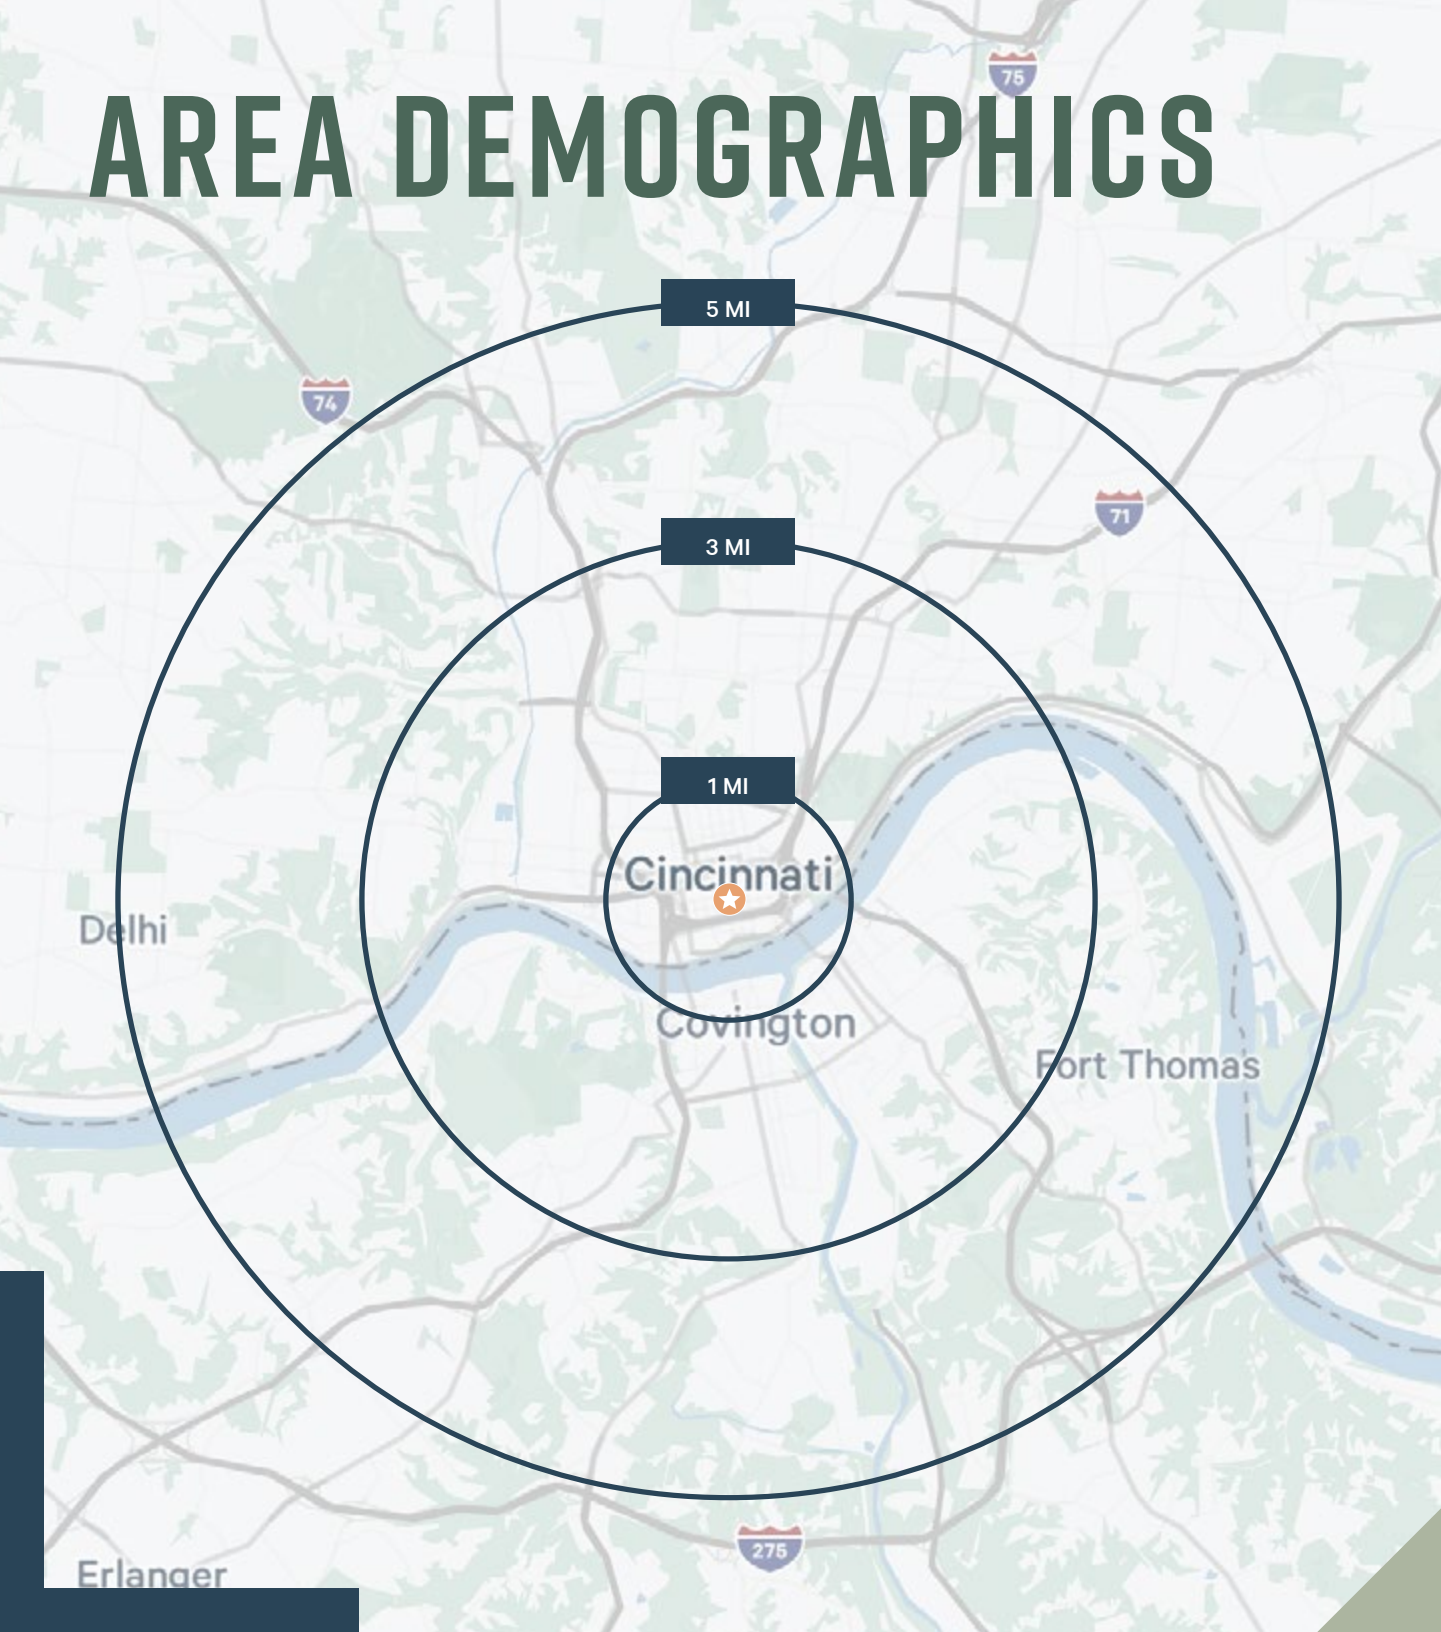 75
AREA DEMOGRAPHICS
5 MI
74
71
3 MI
1 MI
Cincinnati
Delhi
Covington
Fort Thomas
275
Erlanger